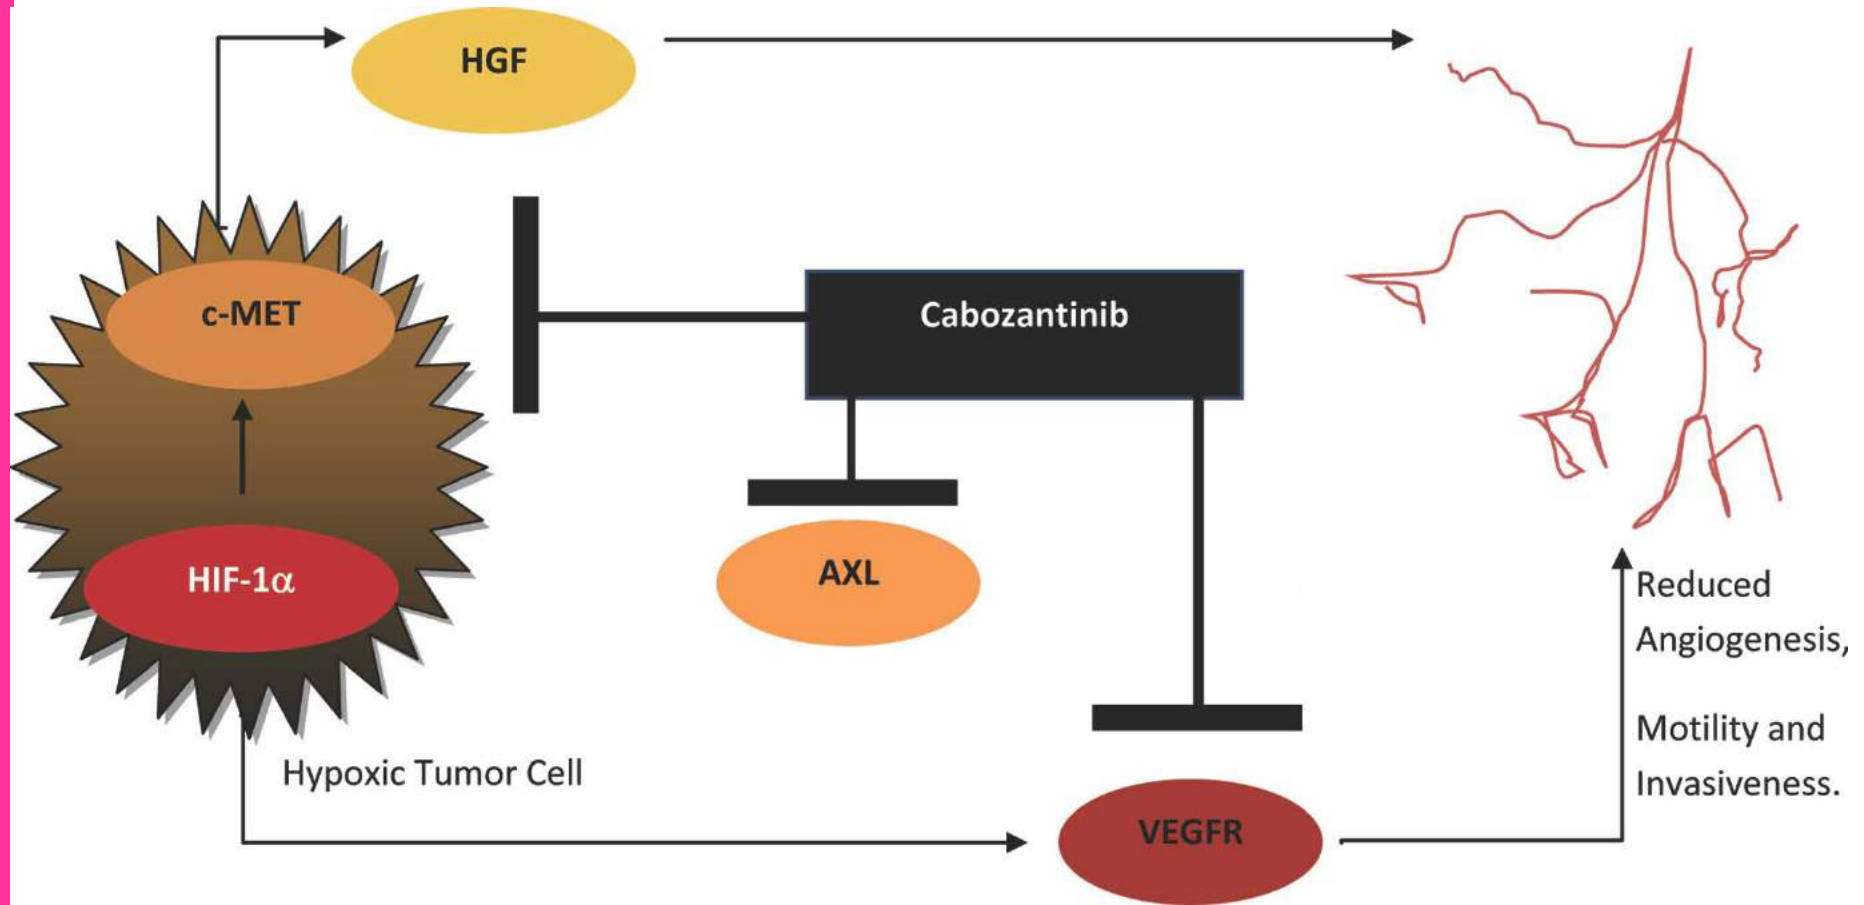 HGF
c-MET
Cabozantinib
HIF-1α
AXL
Reduced
Angiogenesis,
Motility and
Invasiveness.
Hypoxic Tumor Cell
VEGFR